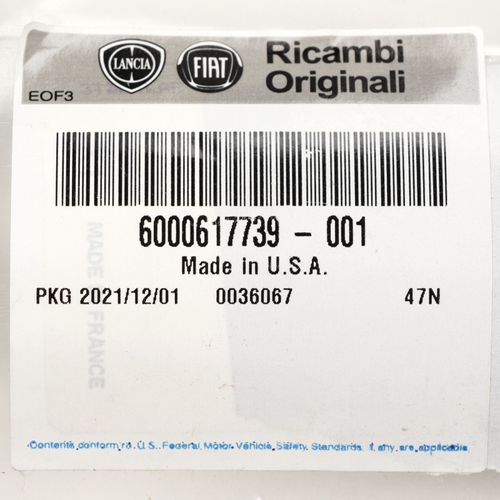 LANCIA
FIAT
Ricambi
Originali
EOF3
6000617739 - 001
Made in U.S.A.
PKG 2021/12/01 0036067 47N
MADE FRANCE
Contents conform to U.S. Federal Motor Vehicle Safety Standards, if any, are applicable